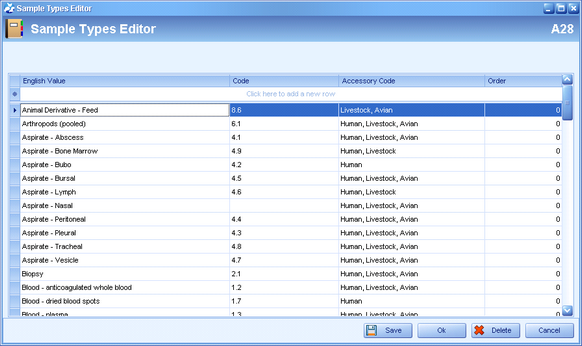 Sample Types Editor
Sample Types Editor A28
English Value Code Accessory Code Order
Click here to add a new row
Animal Derivative - Feed 8.6 Livestock, Avian 0
Arthropods (pooled) 6.1 Human, Livestock, Avian 0
Aspirate - Abscess 4.1 Human, Livestock, Avian 0
Aspirate - Bone Marrow 4.9 Human, Livestock 0
Aspirate - Bubo 4.2 Human 0
Aspirate - Bursal 4.5 Human, Livestock, Avian 0
Aspirate - Lymph 4.6 Human, Livestock 0
Aspirate - Nasal Human, Livestock, Avian 0
Aspirate - Peritoneal 4.4 Human, Livestock, Avian 0
Aspirate - Pleural 4.3 Human, Livestock, Avian 0
Aspirate - Tracheal 4.8 Human, Livestock, Avian 0
Aspirate - Vesicle 4.7 Human, Livestock, Avian 0
Biopsy 2.1 Human, Livestock, Avian 0
Blood - anticoagulated whole blood 1.2 Human, Livestock, Avian 0
Blood - dried blood spots 1.7 Human 0
Blood - plasma 1.3 Human, Livestock, Avian 0
Save Ok Delete Cancel